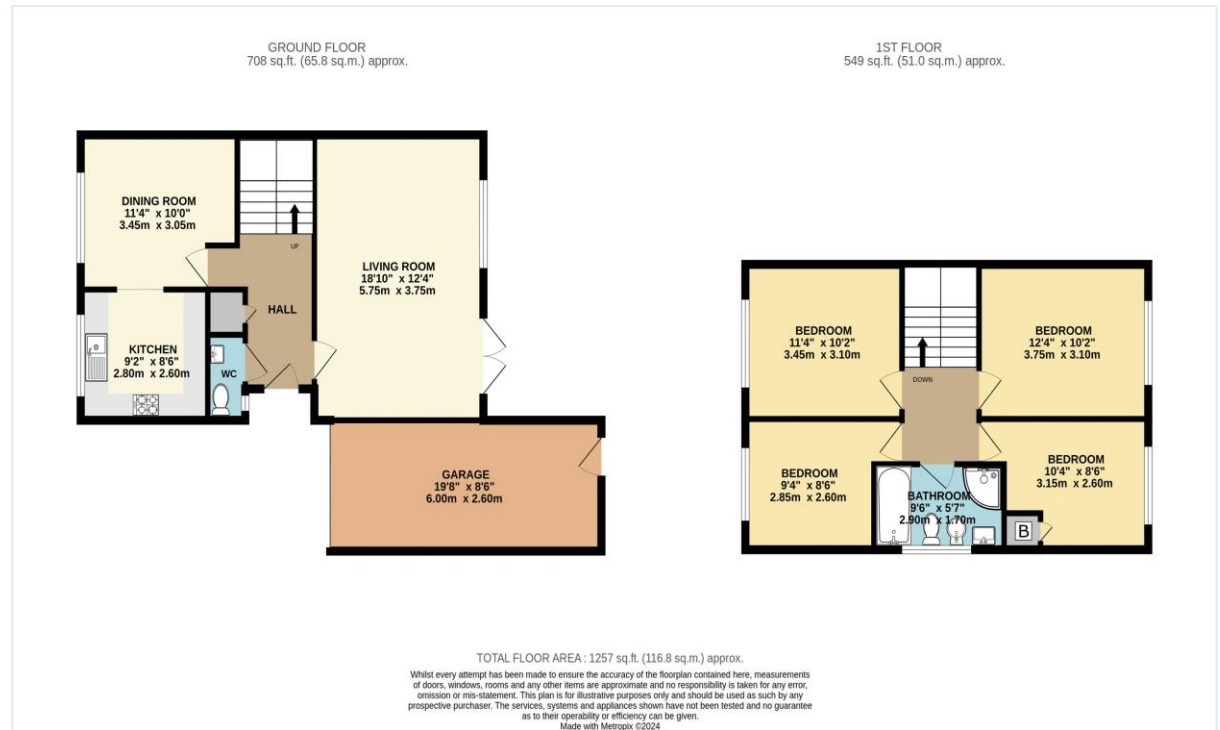 GROUND FLOOR
708 sq.ft. (65.8 sq.m.) approx.
1ST FLOOR
549 sq.ft. (51.0 sq.m.) approx.
DINING ROOM
11'4" x 10'0"
3.45m x 3.05m
UP
LIVING ROOM
18'10" x 12'4"
5.75m x 3.75m
HALL
KITCHEN
9'2" x 8'6"
2.80m x 2.60m
WC
GARAGE
19'8" x 8'6"
6.00m x 2.60m
BEDROOM
11'4" x 10'2"
3.45m x 3.10m
BEDROOM
12'4" x 10'2"
3.75m x 3.10m
DOWN
BEDROOM
9'4" x 8'6"
2.85m x 2.60m
BATHROOM
9'6" x 5'7"
2.90m x 1.70m
BEDROOM
10'4" x 8'6"
3.15m x 2.60m
B
TOTAL FLOOR AREA : 1257 sq.ft. (116.8 sq.m.) approx.
Whilst every attempt has been made to ensure the accuracy of the floorplan contained here, measurements
of doors, windows, rooms and any other items are approximate and no responsibility is taken for any error,
omission or mis-statement. This plan is for illustrative purposes only and should be used as such by any
prospective purchaser. The services, systems and appliances shown have not been tested and no guarantee
as to their operability or efficiency can be given.
Made with Metropix ©2024